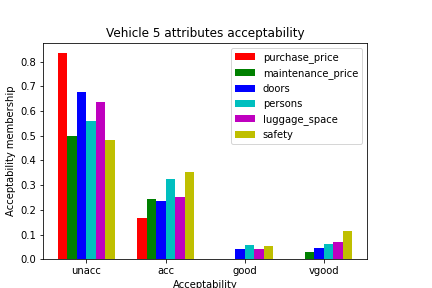 Vehicle 5 attributes acceptability
Acceptability membership
0.8
0.7
0.6
0.5
0.4
0.3
0.2
0.1
0.0
purchase_price
maintenance_price
doors
persons
luggage_space
safety
unacc acc good vgood
Acceptability